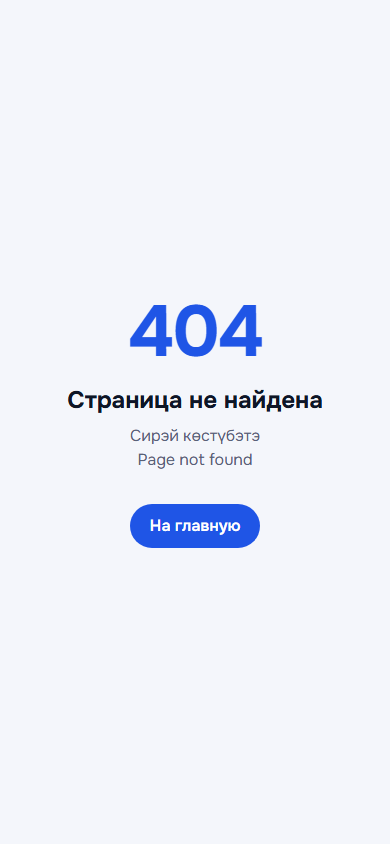 404
Страница не найдена
Сирэй көстүбэтэ
Page not found
На главную